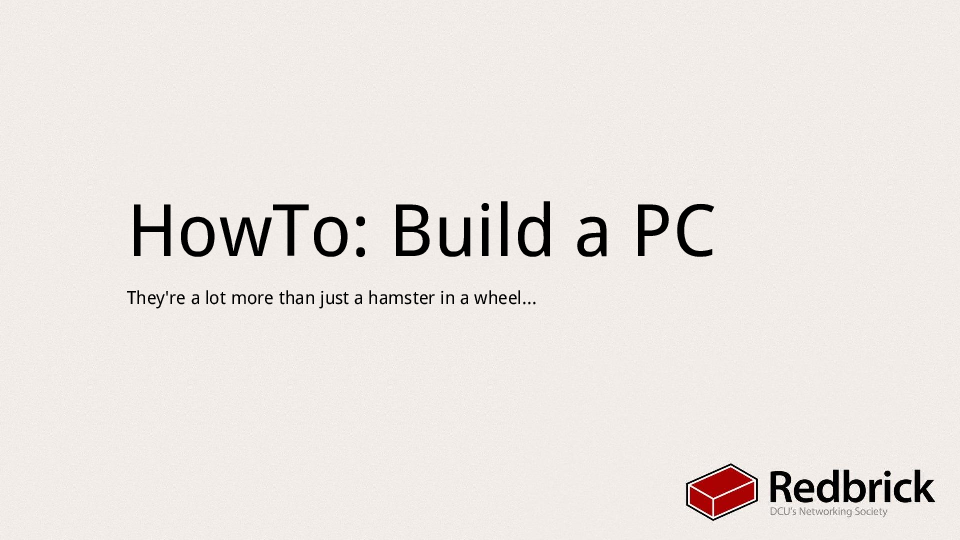 HowTo: Build a PC
They're a lot more than just a hamster in a wheel...
Redbrick
DCU's Networking Society